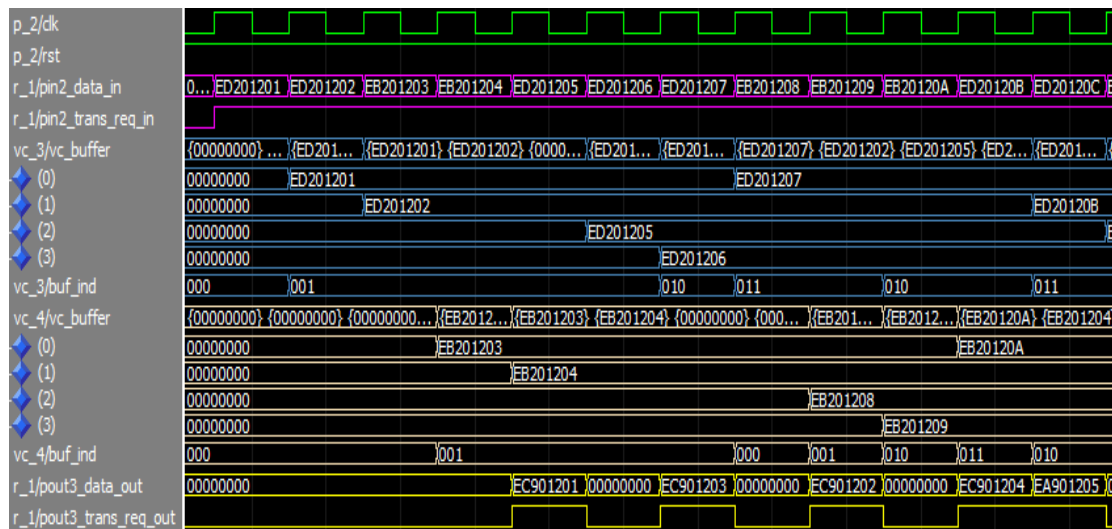 p_2/clk
p_2/rst
r_1/pin2_data_in 0... ED201201 ED201202 EB201203 EB201204 ED201205 ED201206 ED201207 EB201208 EB201209 EB20120A ED20120B ED20120C
r_1/pin2_trans_req_in
vc_3/vc_buffer {00000000} ... {ED201... {ED201201} {ED201202} {0000... {ED201... {ED201... {ED201207} {ED201202} {ED201205} {ED2... {ED201...
(0) 00000000 ED201201 ED201207
(1) 00000000 ED201202 ED20120B
(2) 00000000 ED201205
(3) 00000000 ED201206
vc_3/buf_ind 000 001 010 011 010 011
vc_4/vc_buffer {00000000} {00000000} {00000000... {EB2012... {EB201203} {EB201204} {00000000} {000... {EB201... {EB2012... {EB20120A} {EB201204
(0) 00000000 EB201203 EB20120A
(1) 00000000 EB201204
(2) 00000000 EB201208
(3) 00000000 EB201209
vc_4/buf_ind 000 001 000 001 010 011 010
r_1/pout3_data_out 00000000 EC901201 00000000 EC901203 00000000 EC901202 00000000 EC901204 EA901205
r_1/pout3_trans_req_out